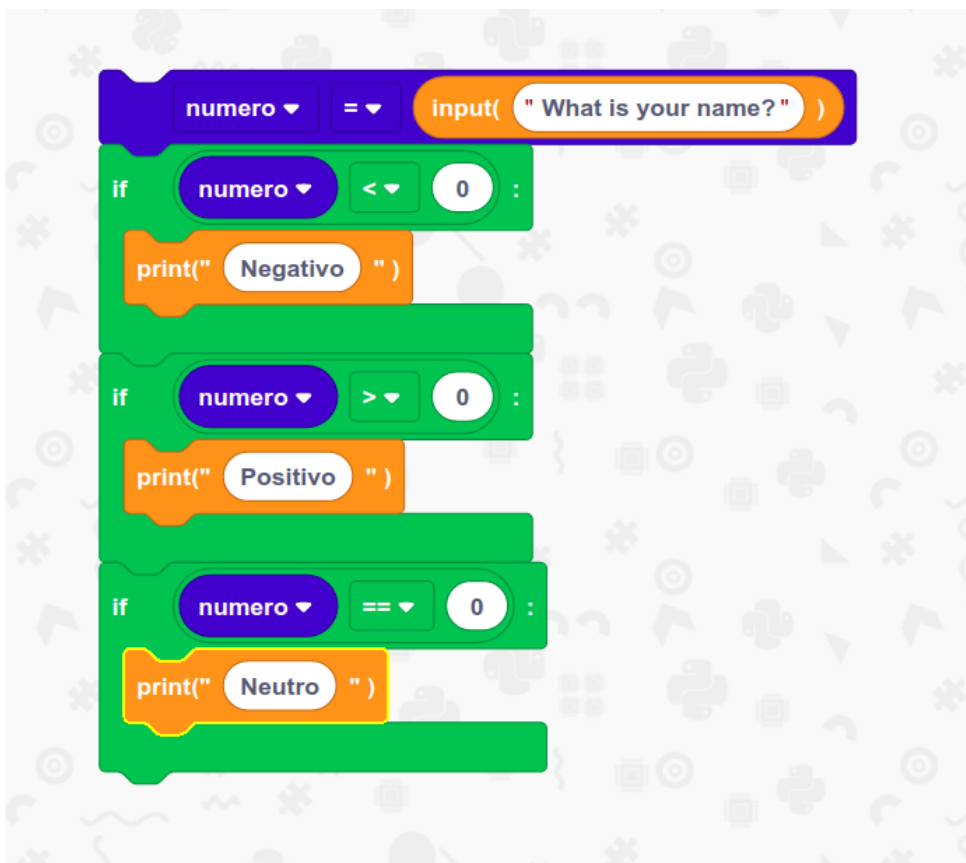 numero = input( " What is your name? " )
if numero < 0 :
print(" Negativo ")
if numero > 0 :
print(" Positivo ")
if numero == 0 :
print(" Neutro ")